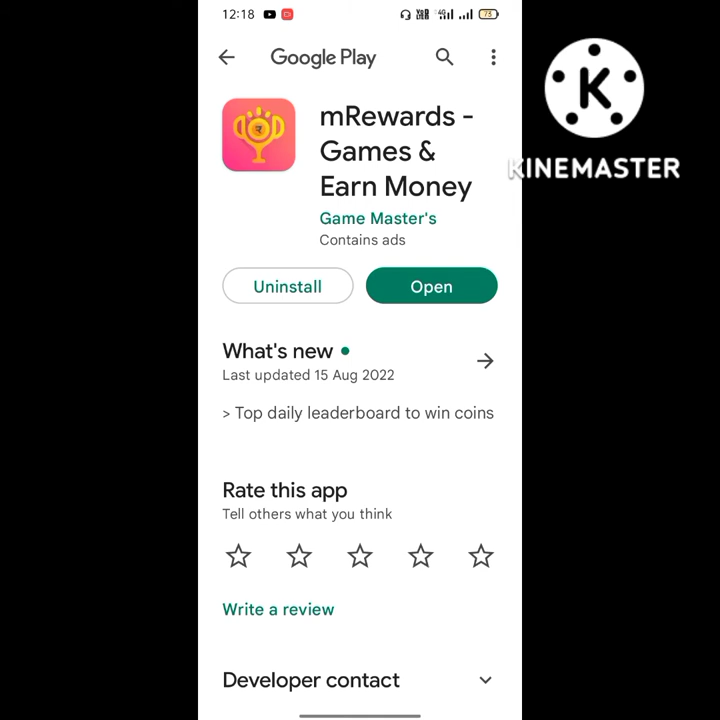 12:18
Google Play
K
KINEMASTER
mRewards -
Games &
Earn Money
Game Master's
Contains ads
Uninstall
Open
What's new
Last updated 15 Aug 2022
> Top daily leaderboard to win coins
Rate this app
Tell others what you think
Write a review
Developer contact